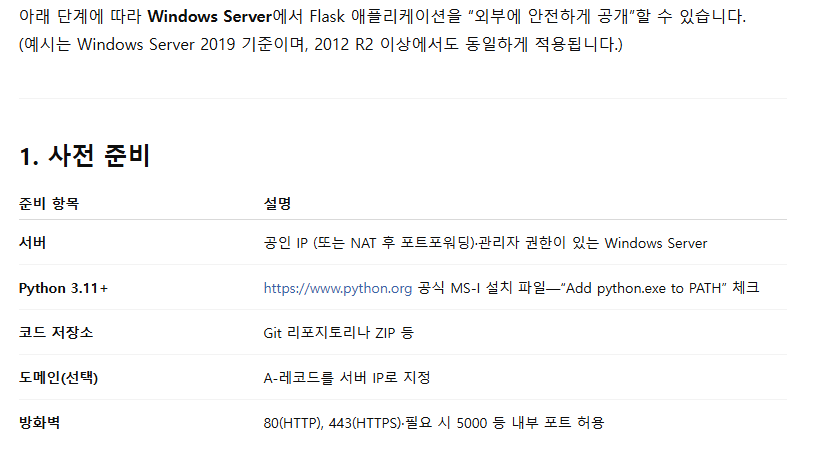 아래 단계에 따라 Windows Server에서 Flask 애플리케이션을 “외부에 안전하게 공개”할 수 있습니다.
(예시는 Windows Server 2019 기준이며, 2012 R2 이상에서도 동일하게 적용됩니다.)
1. 사전 준비
준비 항목 설명
서버 공인 IP (또는 NAT 후 포트포워딩)·관리자 권한이 있는 Windows Server
Python 3.11+ https://www.python.org 공식 MS-I 설치 파일—“Add python.exe to PATH” 체크
코드 저장소 Git 리포지토리나 ZIP 등
도메인(선택) A-레코드를 서버 IP로 지정
방화벽 80(HTTP), 443(HTTPS)·필요 시 5000 등 내부 포트 허용